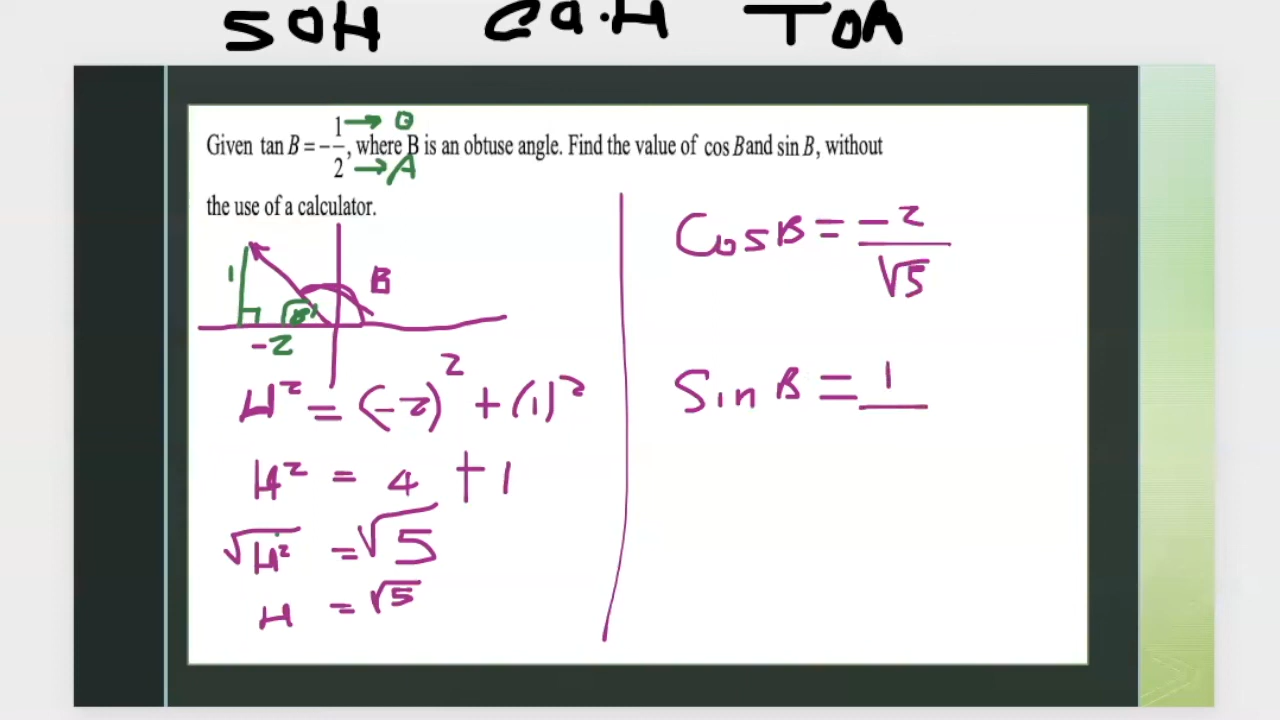 SOH CAH TOA
Given tan B = -1/2, where B is an obtuse angle. Find the value of cos B and sin B, without
the use of a calculator.
→ O
→ A
1
B
-2
H² = (-2)² + (1)²
H² = 4 + 1
√H² = √5
H = √5
Cos B = -2/√5
Sin B = 1/